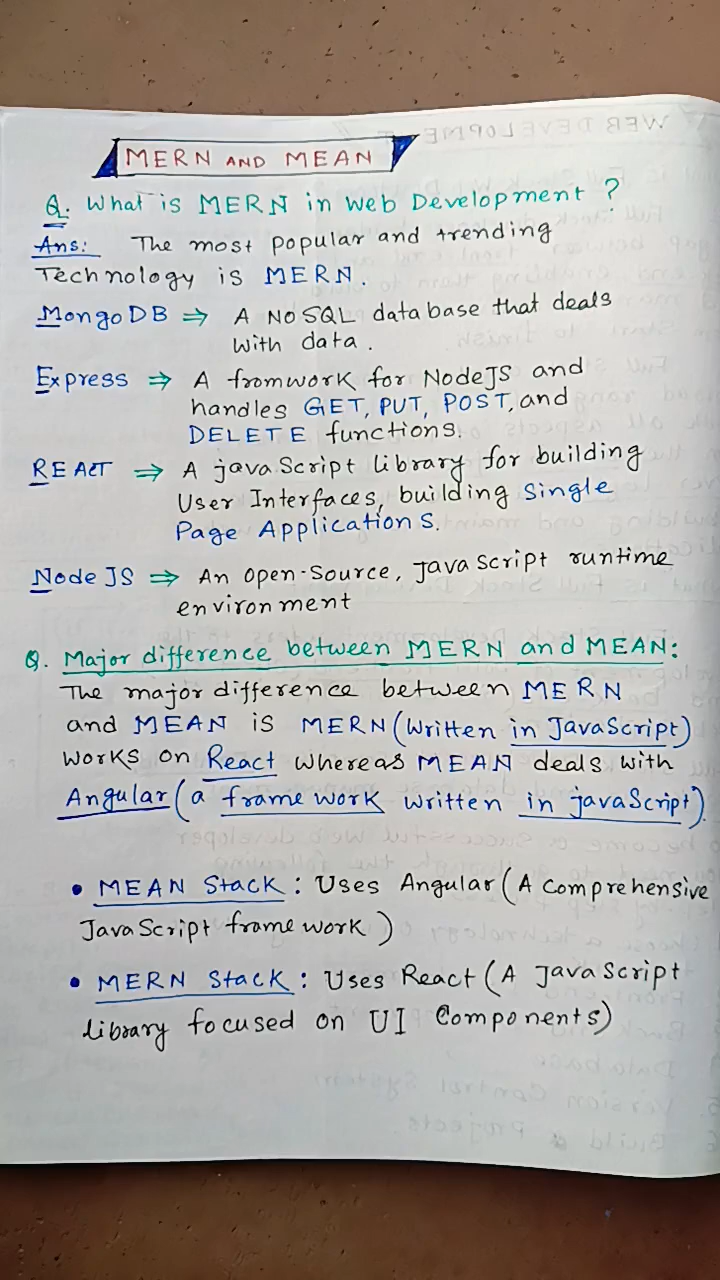 MERN AND MEAN
Q. What is MERN in Web Development ?
Ans: The most popular and trending
Technology is MERN.
MongoDB ⇒ A NOSQL database that deals
with data.
Express ⇒ A fromwork for NodeJS and
handles GET, PUT, POST, and
DELETE functions.
REACT ⇒ A javaScript library for building
User Interfaces, building Single
Page Applications.
Node JS ⇒ An open-Source, JavaScript runtime
environment
Q. Major difference between MERN and MEAN:
The major difference between MERN
and MEAN is MERN (Written in JavaScript)
Works on React whereas MEAN deals with
Angular (a frame work written in javaScript).
• MEAN Stack : Uses Angular (A Comprehensive
JavaScript frame work)
• MERN Stack : Uses React (A JavaScript
library focused on UI Components)